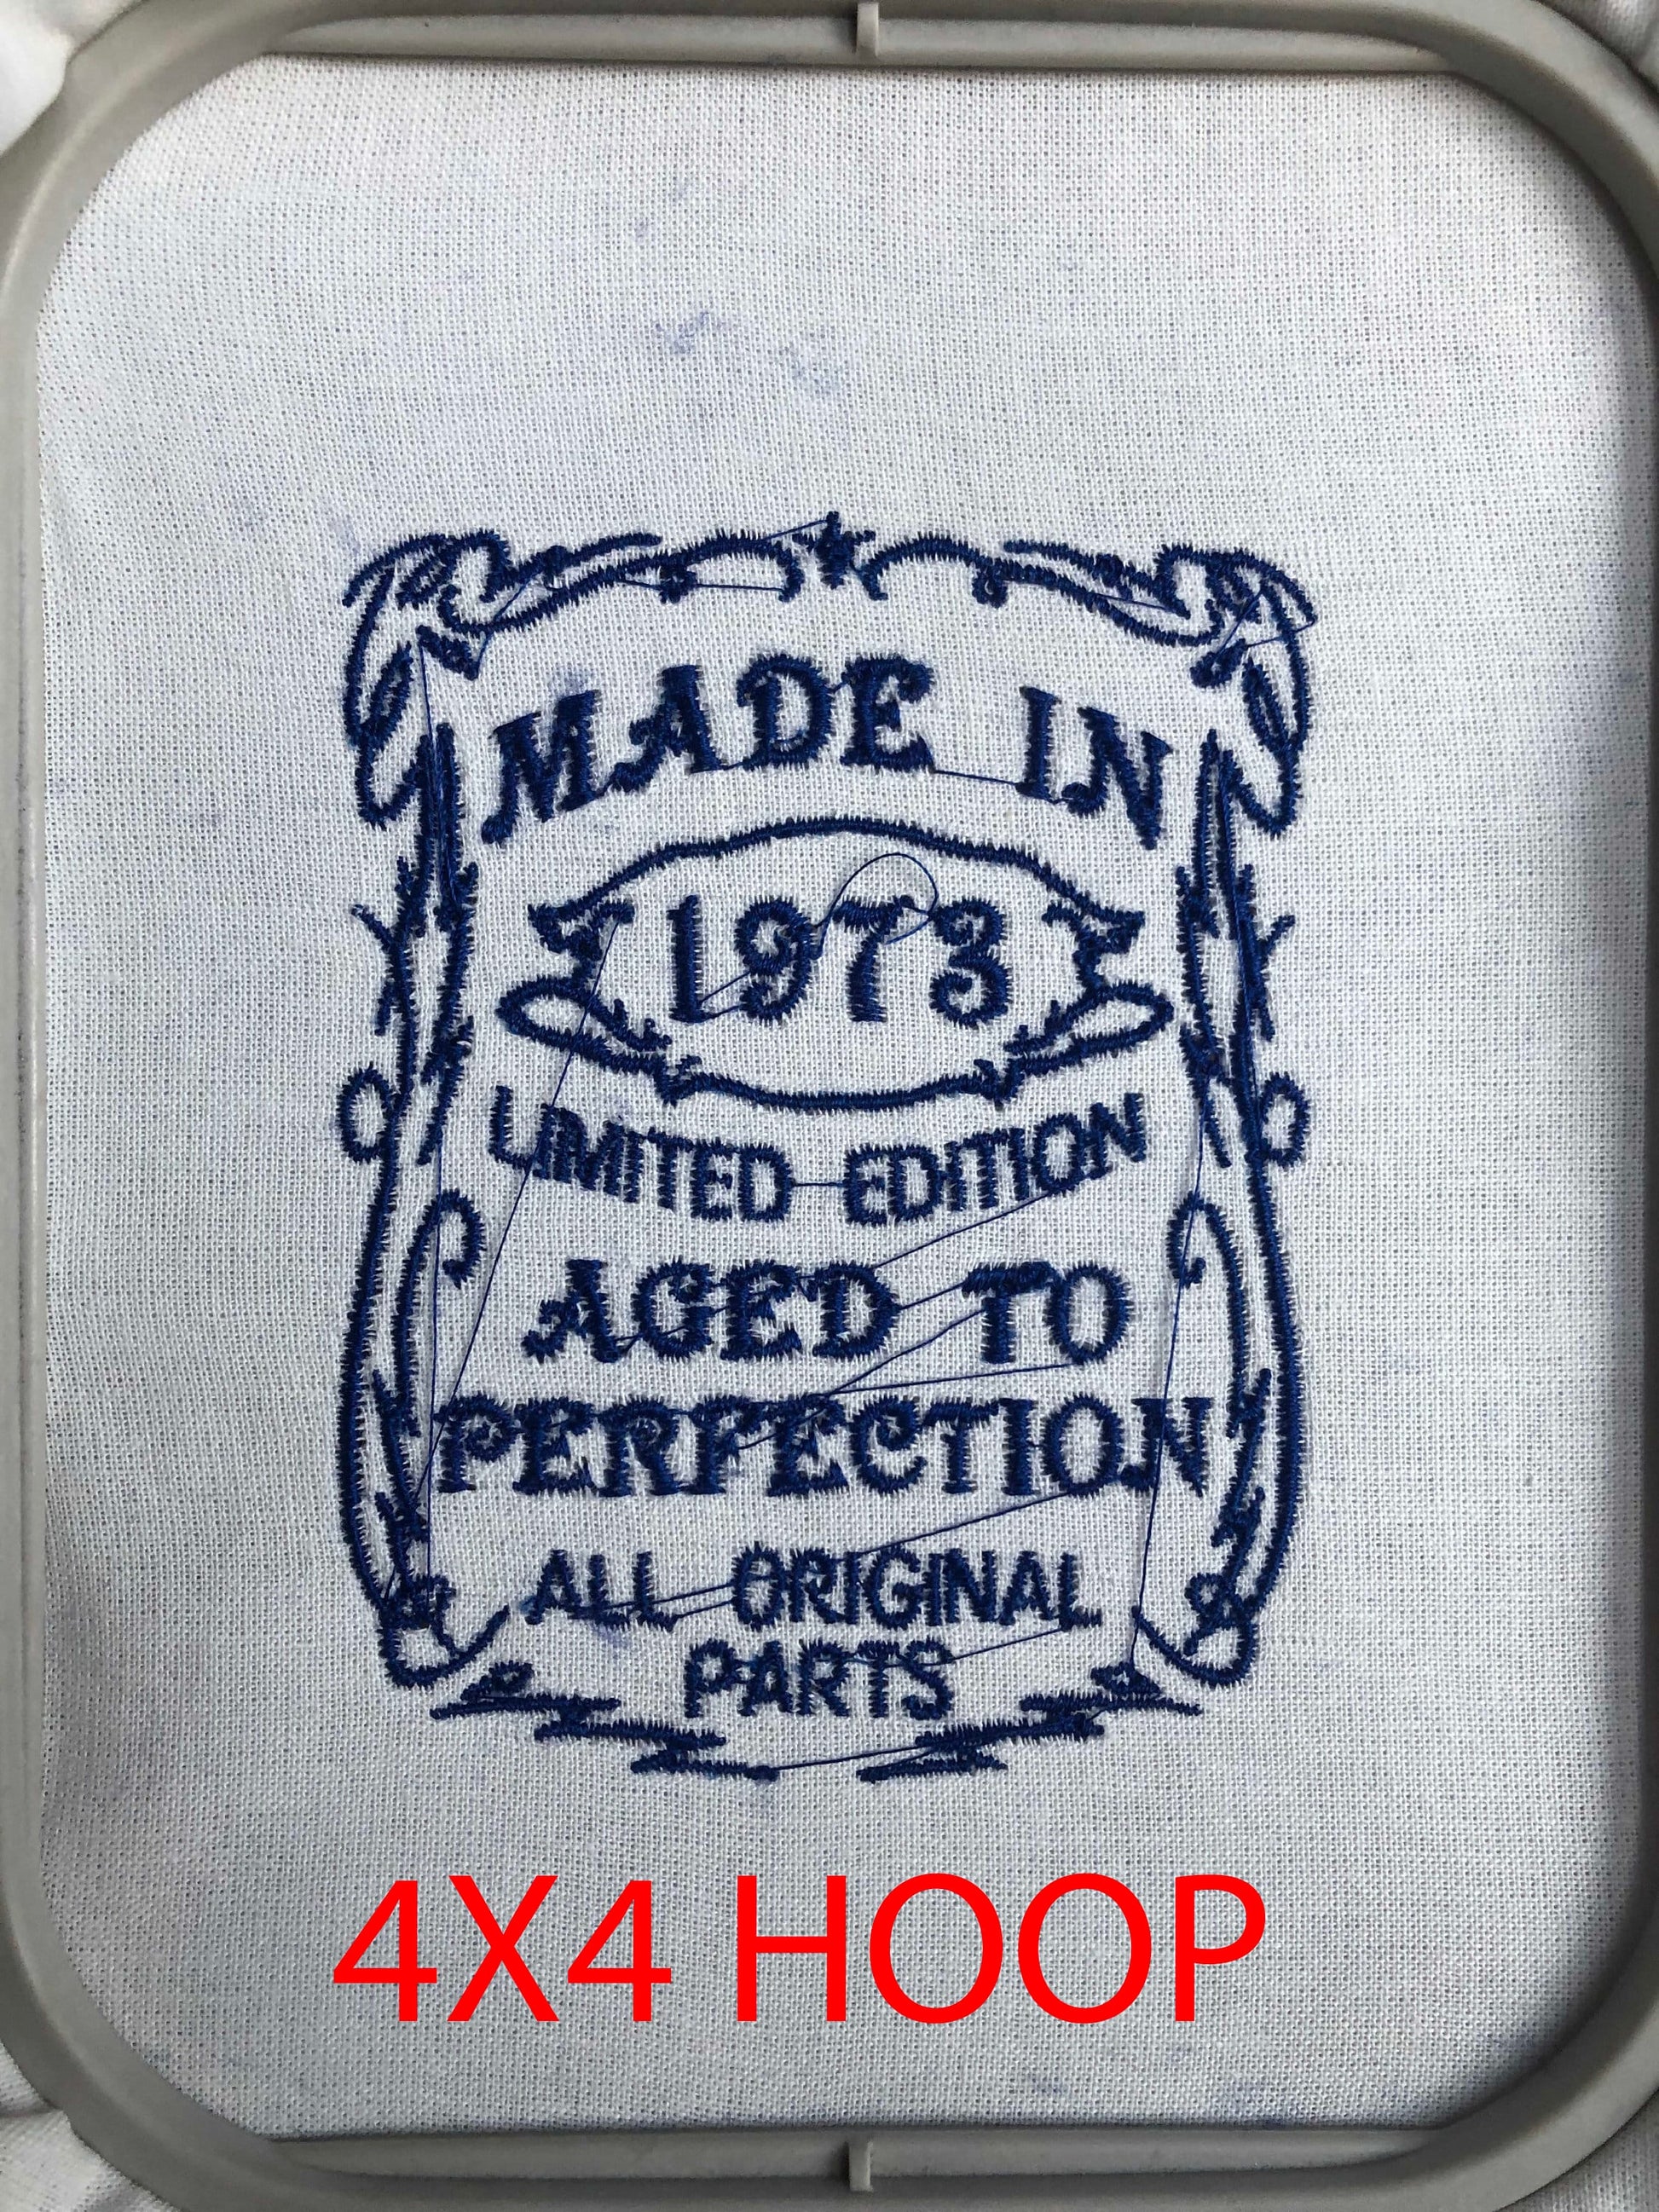 MADE IN
1973
LIMITED EDITION
AGED TO
PERFECTION
ALL ORIGINAL
PARTS
4X4 HOOP